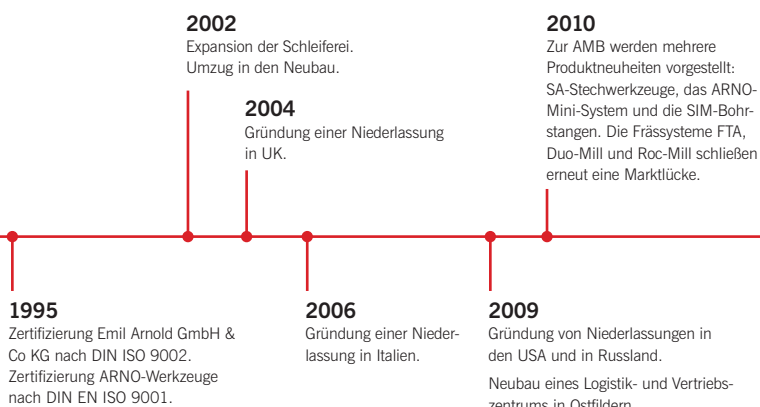 2002
Expansion der Schleiferei.
Umzug in den Neubau.
2004
Gründung einer Niederlassung
in UK.
2010
Zur AMB werden mehrere
Produktneuheiten vorgestellt:
SA-Stechwerkzeuge, das ARNO-
Mini-System und die SIM-Bohr-
stangen. Die Frässysteme FTA,
Duo-Mill und Roc-Mill schließen
erneut eine Marktlücke.
1995
Zertifizierung Emil Arnold GmbH &
Co KG nach DIN ISO 9002.
Zertifizierung ARNO-Werkzeuge
nach DIN EN ISO 9001.
2006
Gründung einer Nieder-
lassung in Italien.
2009
Gründung von Niederlassungen in
den USA und in Russland.
Neubau eines Logistik- und Vertriebs-
zentrums in Ostfildern